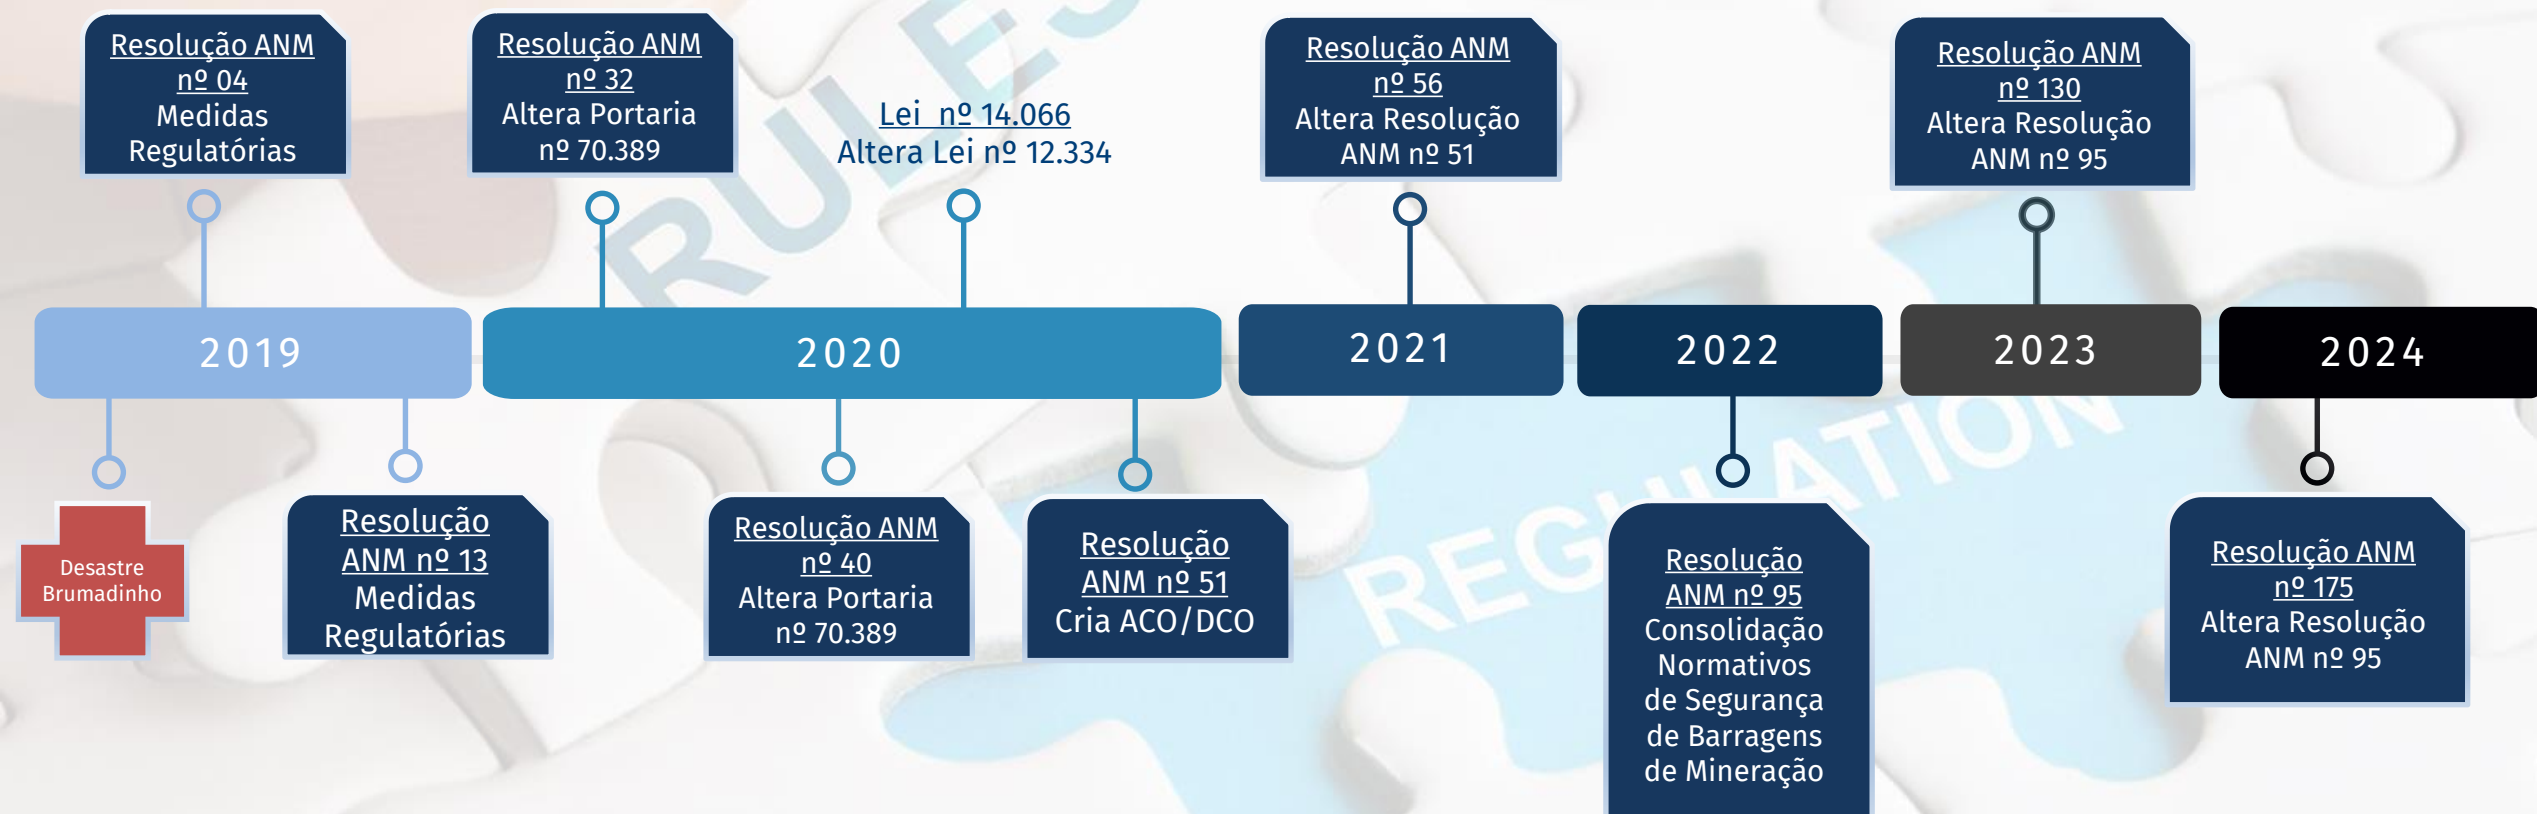 RULES
Resolução ANM
nº 04
Medidas
Regulatórias
Resolução ANM
nº 32
Altera Portaria
nº 70.389
Lei nº 14.066
Altera Lei nº 12.334
Resolução ANM
nº 56
Altera Resolução
ANM nº 51
Resolução ANM
nº 130
Altera Resolução
ANM nº 95
2019
2020
2021
2022
2023
2024
REGULATION
Desastre
Brumadinho
Resolução
ANM nº 13
Medidas
Regulatórias
Resolução ANM
nº 40
Altera Portaria
nº 70.389
Resolução
ANM nº 51
Cria ACO/DCO
Resolução
ANM nº 95
Consolidação
Normativos
de Segurança
de Barragens
de Mineração
Resolução ANM
nº 175
Altera Resolução
ANM nº 95